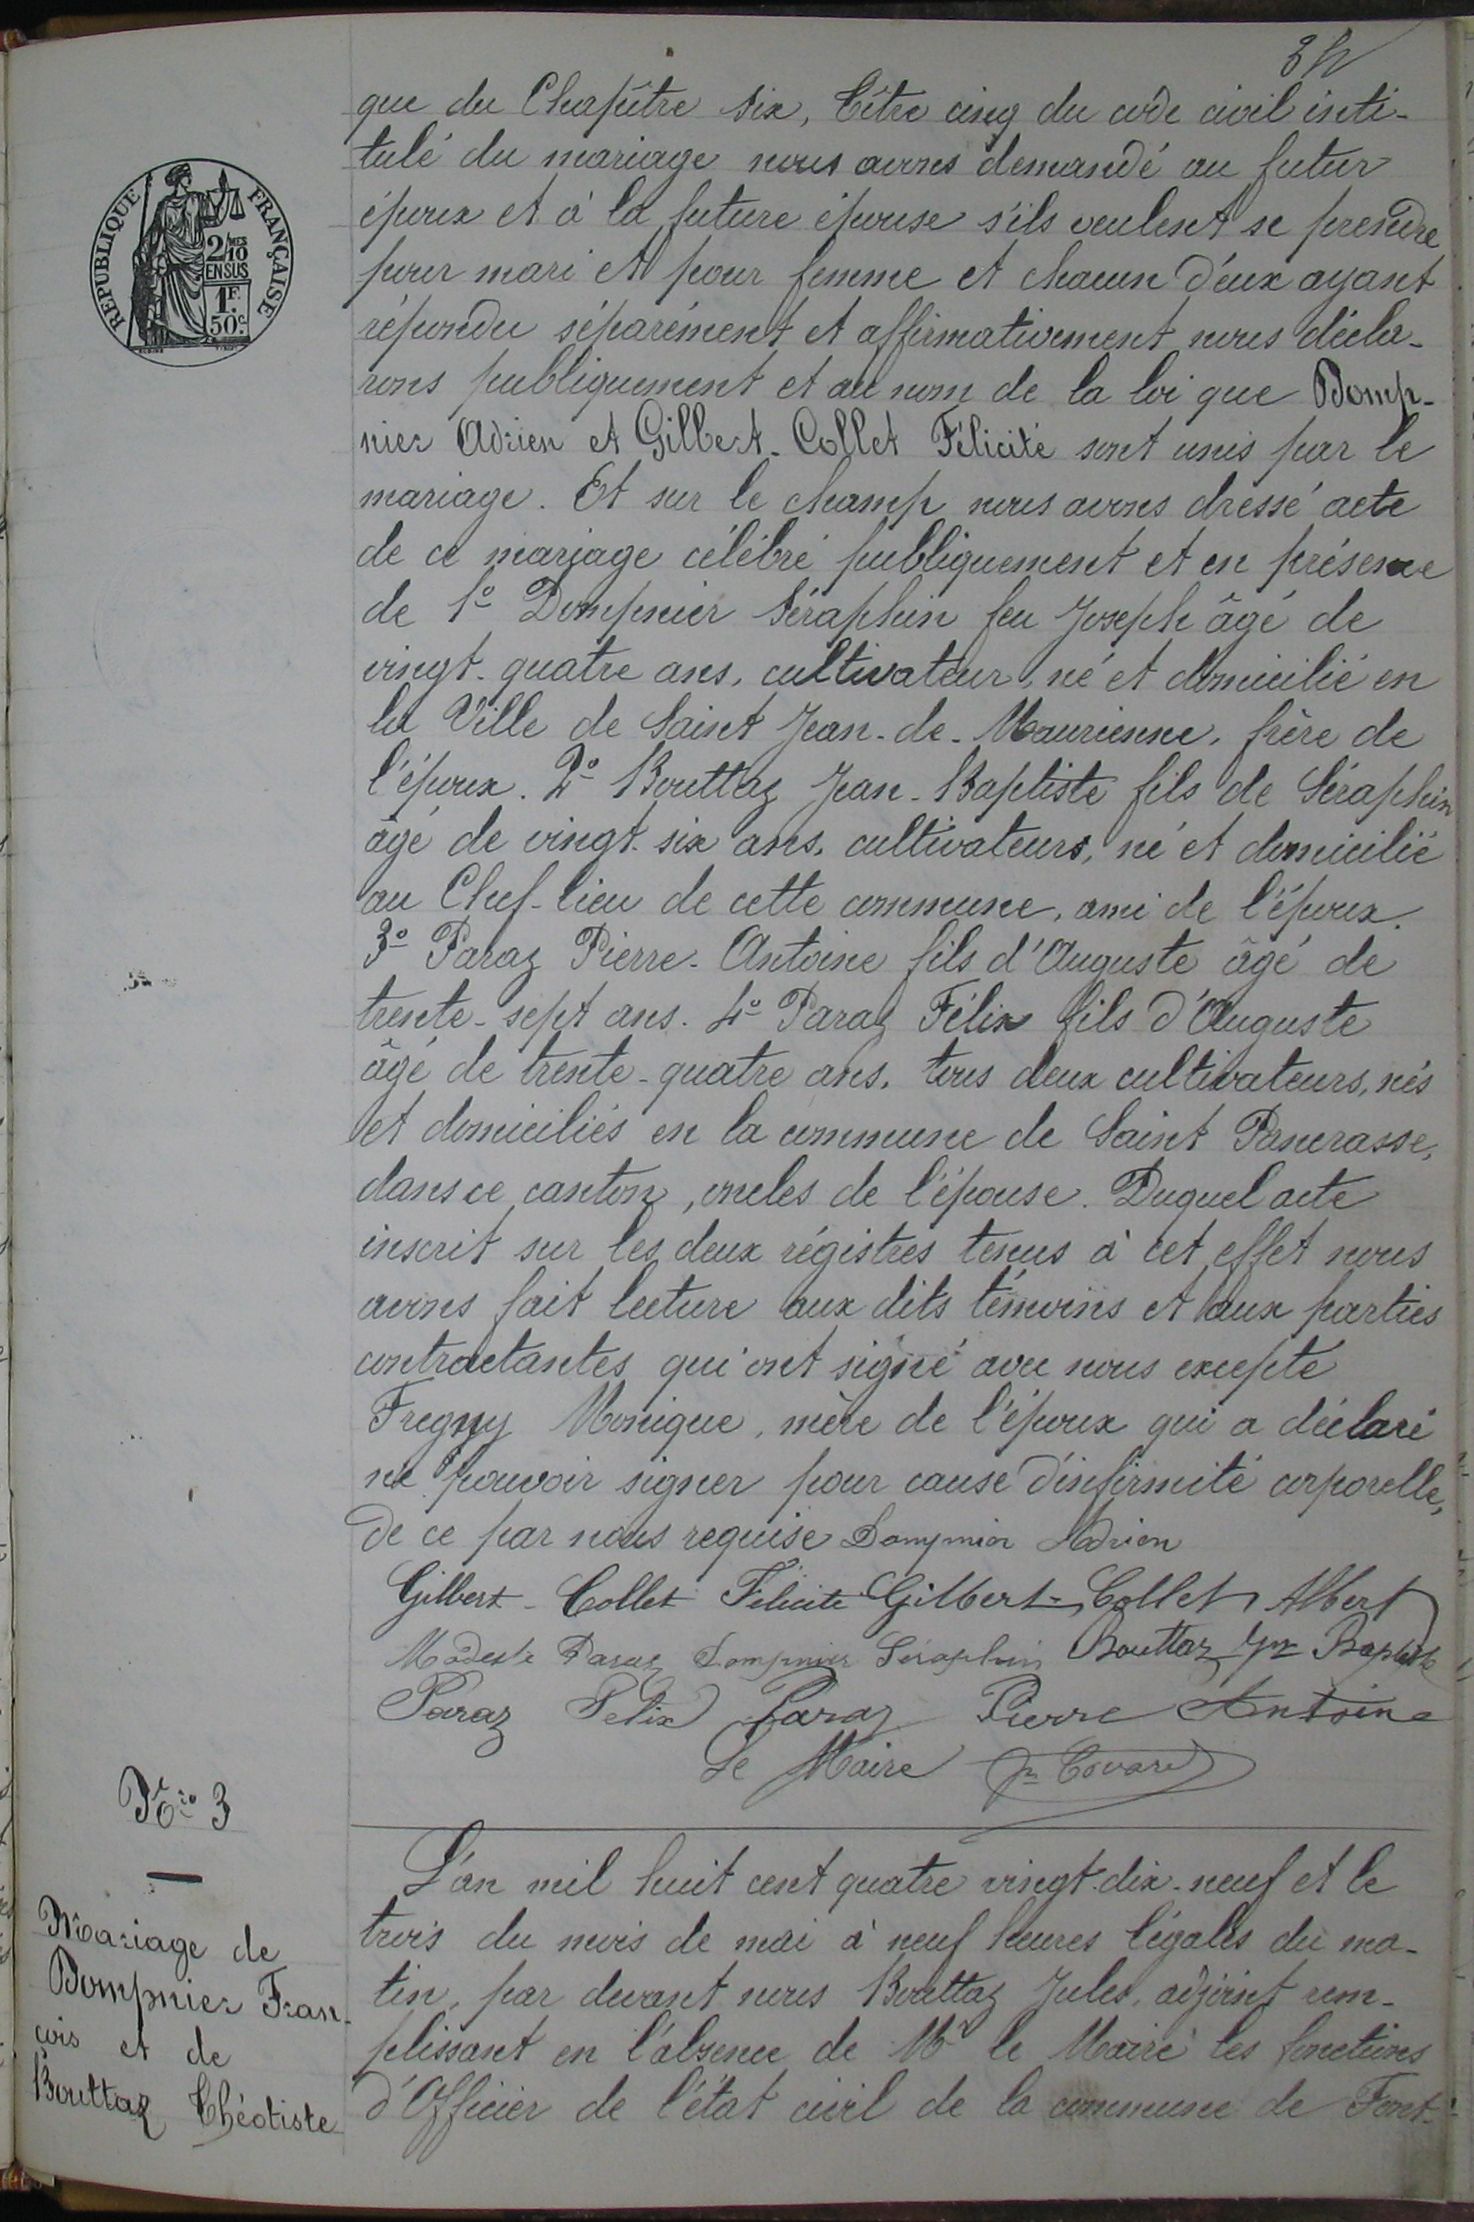 que du Chapître six, titre cinq du code civil inti-
tulé du mariage nous avons demandé au futur
époux et à la future épouse s'ils veulent se prendre
pour mari et pour femme et chacun d'eux ayant
répondu séparément et affirmativement nous décla-
rons publiquement et au nom de la loi que Domp-
nier Adrien et Gilbert-Collet Félicité sont unis par le
mariage. Et sur le champ nous avons dressé acte
de ce mariage célébré publiquement et en présence
de 1º Dompnier Séraphin feu Joseph âgé de
vingt-quatre ans, cultivateur, né et domicilié en
la Ville de Saint Jean-de-Maurienne, frère de
l'époux. 2º Bouttaz Jean-Baptiste fils de Séraphin
âgé de vingt-six ans, cultivateurs, né et domicilié
au Chef-lieu de cette commune, ami de l'époux.
3º Paraz Pierre-Antoine fils d'Auguste âgé de
trente-sept ans. 4º Paraz Félix fils d'Auguste
âgé de trente-quatre ans, tous deux cultivateurs, nés
et domiciliés en la commune de Saint Pancrasse,
dans ce canton, oncles de l'épouse. Duquel acte
inscrit sur les deux régistres tenus à cet effet nous
avons fait lecture aux dits témoins et aux parties
contractantes qui ont signé avec nous excepté
Monique, mère de l'époux qui a déclaré
ne pouvoir signer pour cause d'infirmité corporelle,
de ce par nous requise Dompnier Adrien
Gilbert-Collet Félicité Gilbert-Collet Albert
Modeste Paraz Dompnier Séraphin Bouttaz Jn Baptiste
Paraz Félix Paraz Pierre Antoine
Le Maire
REPUBLIQUE FRANÇAISE
2/10 MES
EN SUS
1F.
50c
Nºro 3
Mariage de
Dompnier Fran-
çois et de
Bouttaz Théotiste
L'an mil huit cent quatre vingt-dix-neuf et le
trois du mois de mai à neuf heures légales du ma-
tin, par devant nous Bouttaz Jules, adjoint rem-
plissant en l'absence de Mr le Maire les fonctions
d'Officier de l'état civil de la commune de Font-